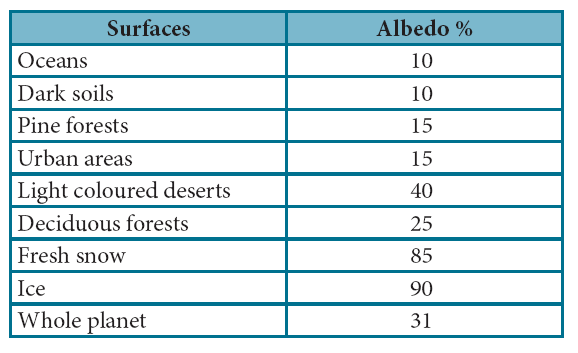 Surfaces Albedo %
Oceans 10
Dark soils 10
Pine forests 15
Urban areas 15
Light coloured deserts 40
Deciduous forests 25
Fresh snow 85
Ice 90
Whole planet 31